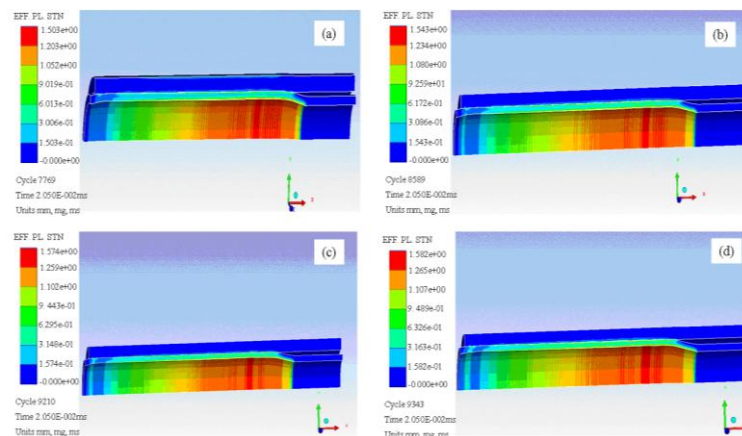 EFF PL STN
1.503e+00
1.203e+00
1.052e+00
9.019e-01
6.013e-01
3.006e-01
1.503e-01
-0.000e+00
Cycle 7769
Time 2.050E-002ms
Units mm, mg, ms
(a)
EFF PL STN
1.543e+00
1.234e+00
1.080e+00
9.259e-01
6.172e-01
3.086e-01
1.543e-01
-0.000e+00
Cycle 8589
Time 2.050E-002ms
Units mm, mg, ms
(b)
EFF PL STN
1.574e+00
1.259e+00
1.102e+00
9.443e-01
6.295e-01
3.148e-01
1.574e-01
-0.000e+00
Cycle 9210
Time 2.050E-002ms
Units mm, mg, ms
(c)
EFF PL STN
1.582e+00
1.265e+00
1.107e+00
9.489e-01
6.326e-01
3.163e-01
1.582e-01
-0.000e+00
Cycle 9343
Time 2.050E-002ms
Units mm, mg, ms
(d)